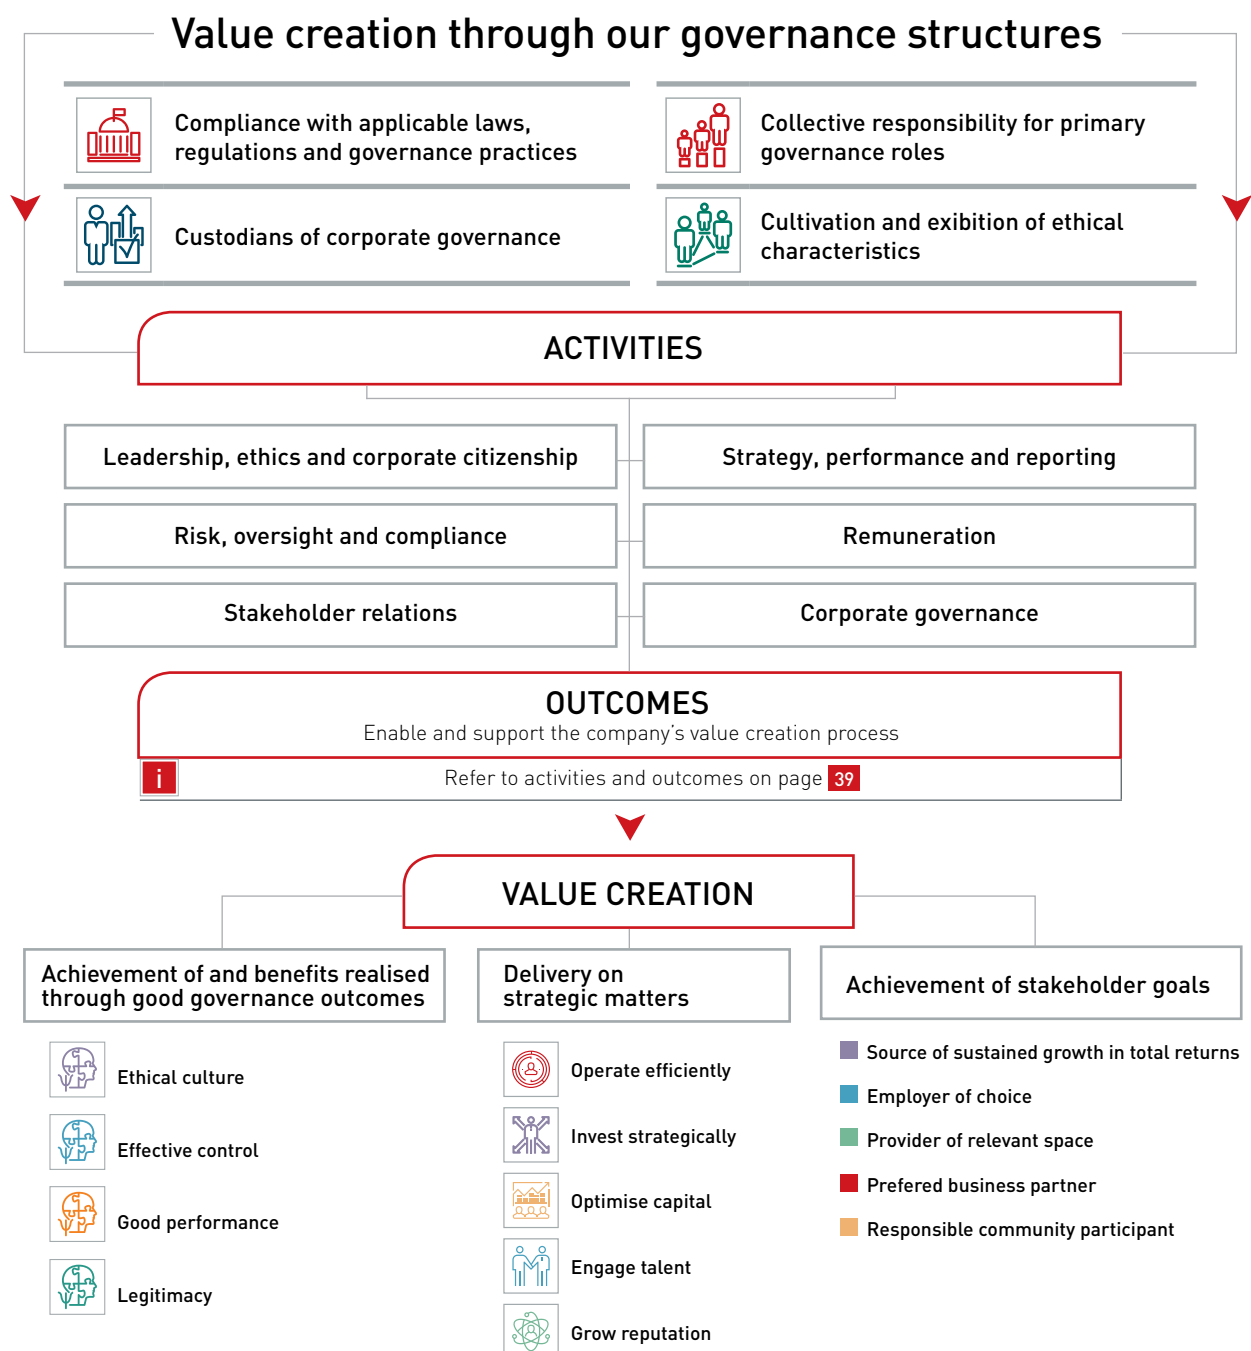 Value creation through our governance structures
Compliance with applicable laws,
regulations and governance practices
Collective responsibility for primary
governance roles
Custodians of corporate governance
Cultivation and exibition of ethical
characteristics
ACTIVITIES
Leadership, ethics and corporate citizenship
Strategy, performance and reporting
Risk, oversight and compliance
Remuneration
Stakeholder relations
Corporate governance
OUTCOMES
Enable and support the company's value creation process
i
Refer to activities and outcomes on page 39
VALUE CREATION
Achievement of and benefits realised
through good governance outcomes
Ethical culture
Effective control
Good performance
Legitimacy
Delivery on
strategic matters
Operate efficiently
Invest strategically
Optimise capital
Engage talent
Grow reputation
Achievement of stakeholder goals
Source of sustained growth in total returns
Employer of choice
Provider of relevant space
Prefered business partner
Responsible community participant